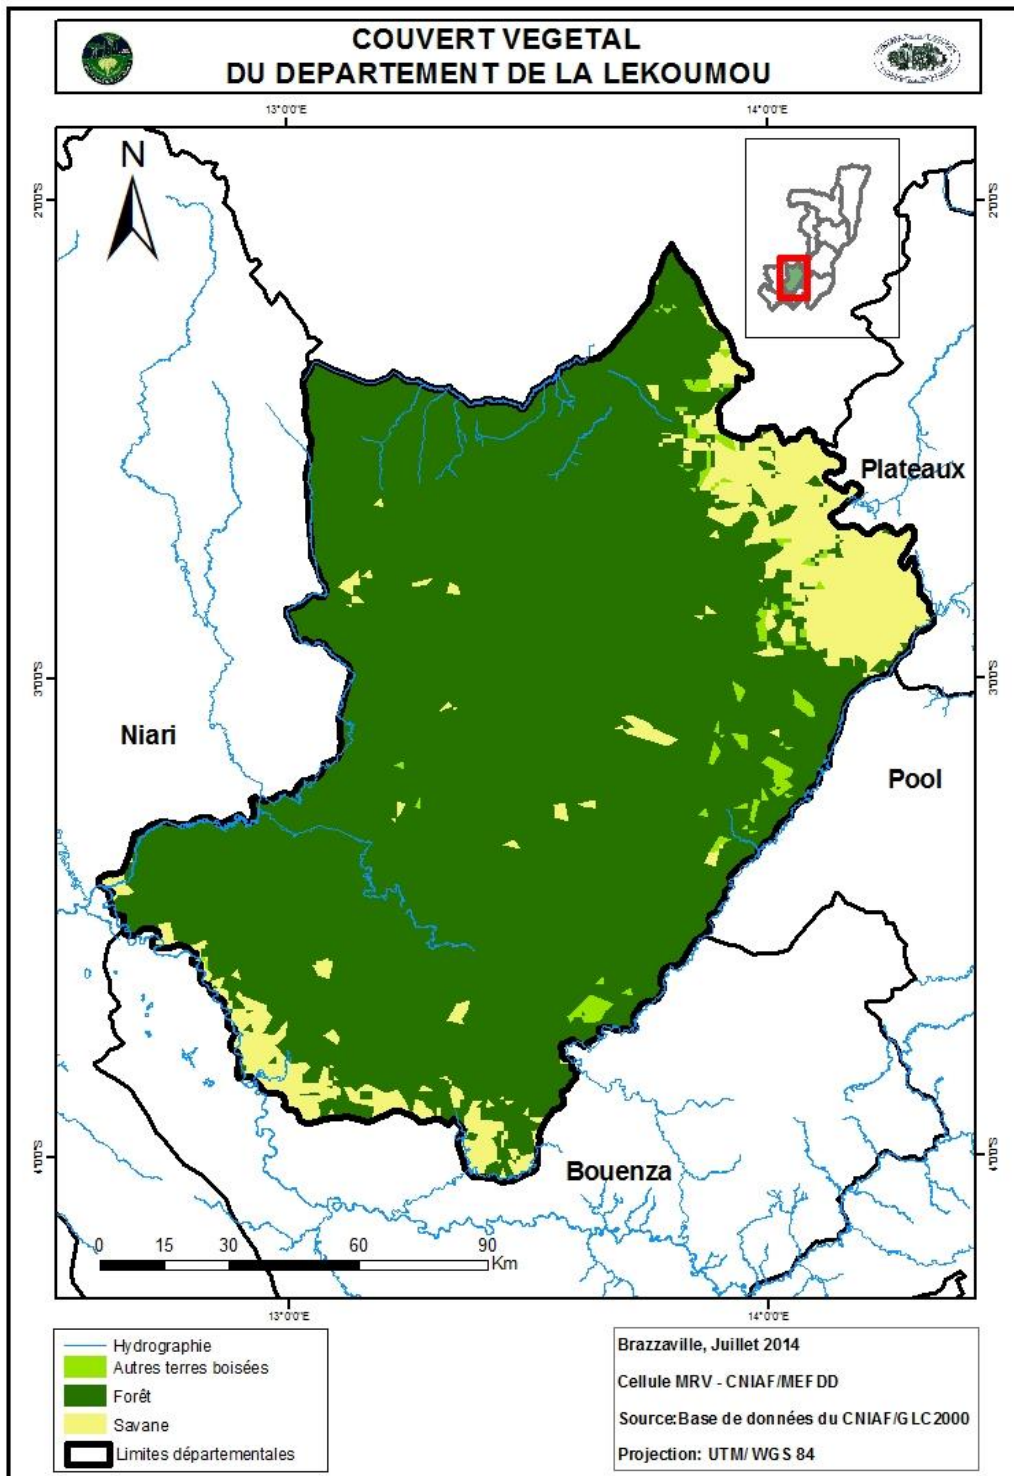 COUVERT VEGETAL
DU DEPARTEMENT DE LA LEKOUMOU
13°0'0"E 14°0'0"E
N
2°0'0"S 2°0'0"S
Plateaux
3°0'0"S 3°0'0"S
Niari
Pool
4°0'0"S 4°0'0"S
Bouenza
0 15 30 60 90
Km
13°0'0"E 14°0'0"E
Hydrographie
Autres terres boisées
Forêt
Savane
Limites départementales
Brazzaville, Juillet 2014
Cellule MRV - CNIAF/MEFDD
Source:Base de données du CNIAF/GLC2000
Projection: UTM/ WGS 84